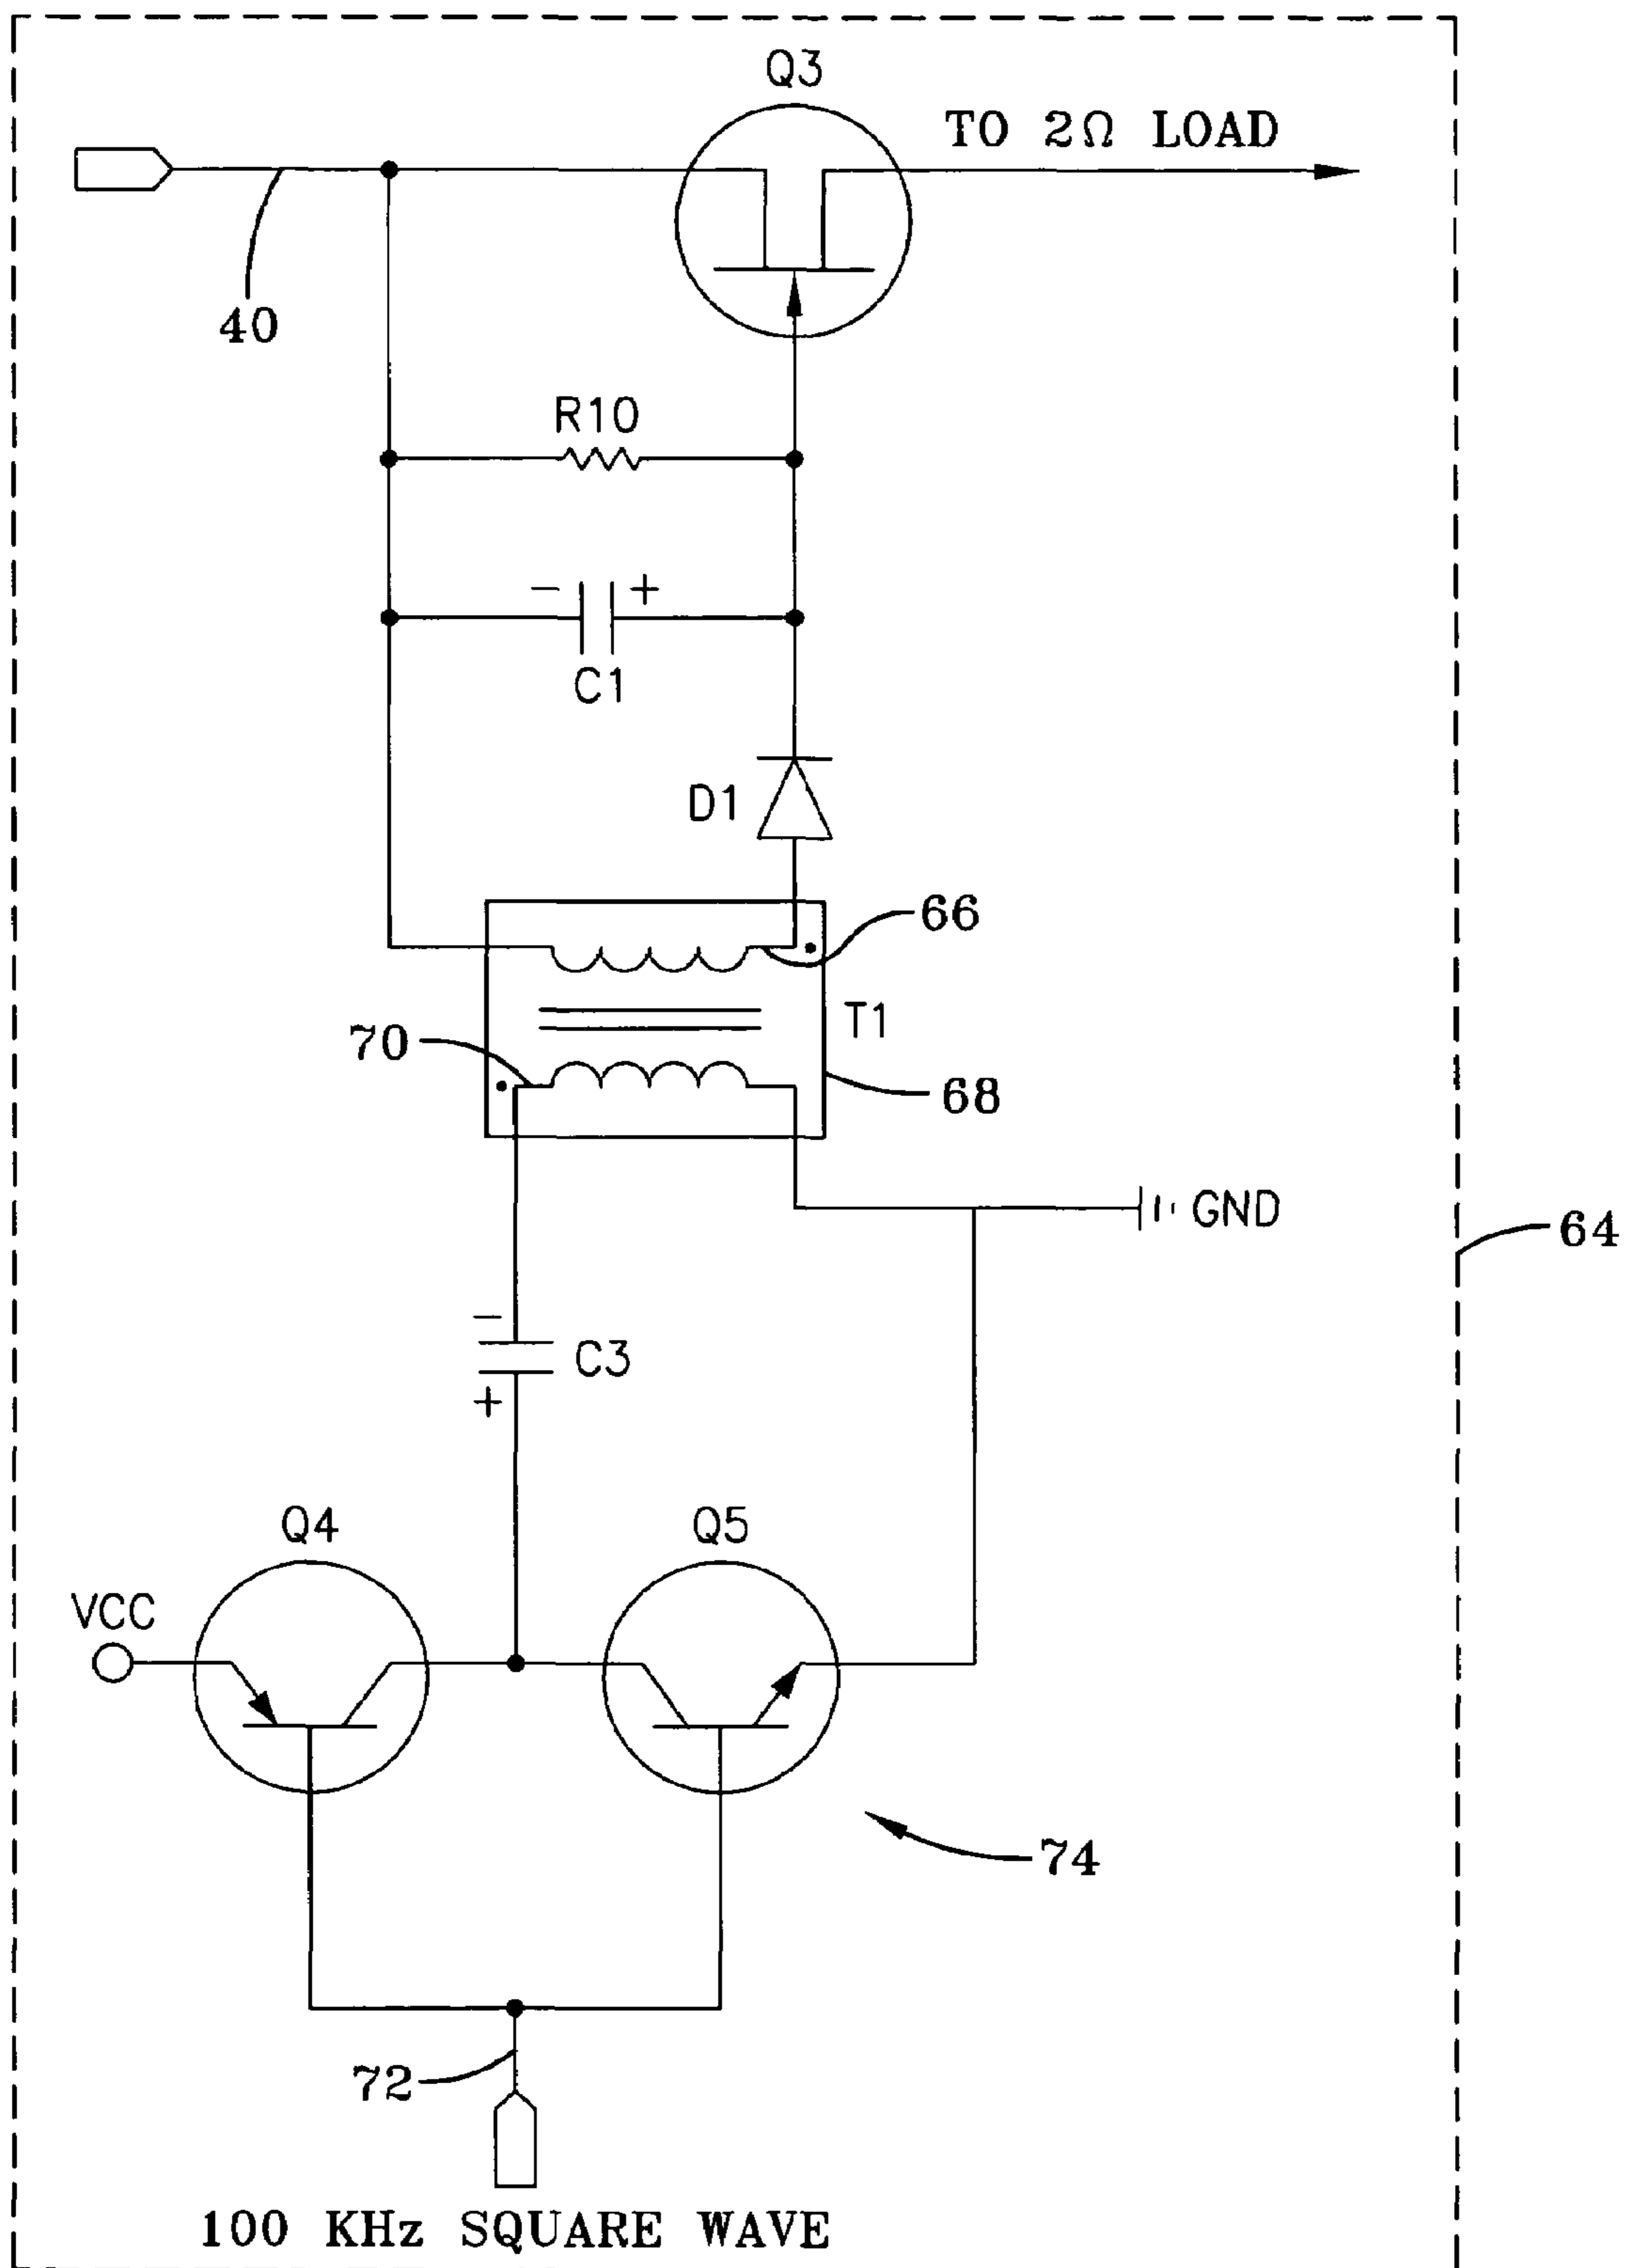 Q3
TO 2Ω LOAD
40
R10
- +
C1
D1
66
T1
70
68
GND
64
-
C3
+
Q4
Q5
VCC
74
72
100 KHz SQUARE WAVE